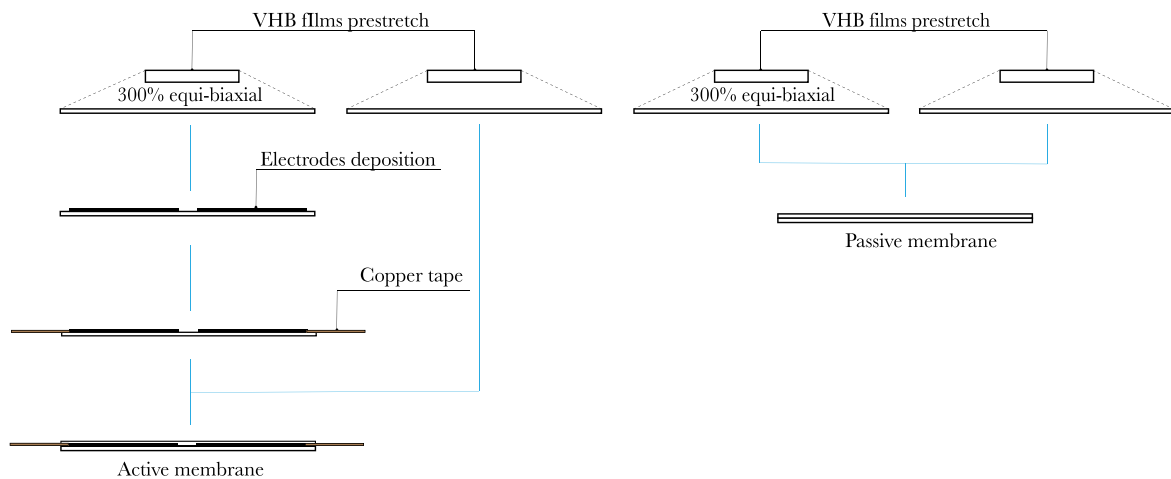 VHB films prestretch
300% equi-biaxial
Electrodes deposition
Copper tape
Active membrane
VHB films prestretch
300% equi-biaxial
Passive membrane